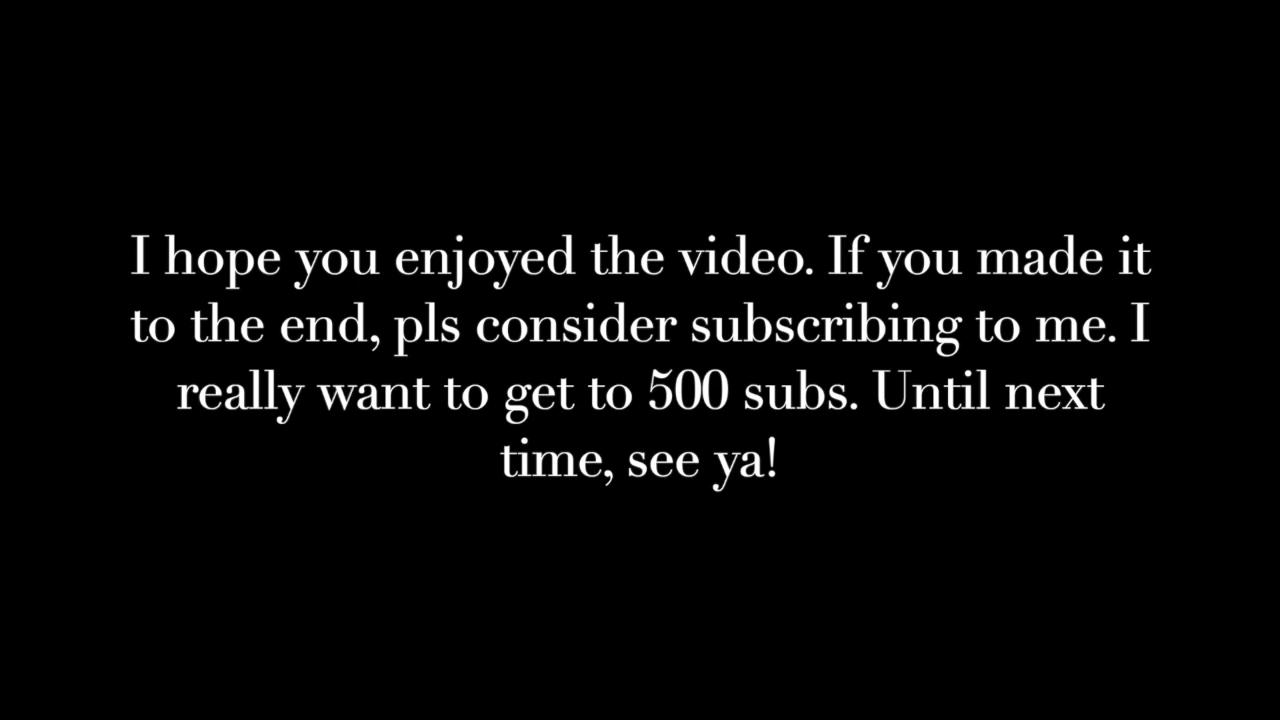 I hope you enjoyed the video. If you made it
to the end, pls consider subscribing to me. I
really want to get to 500 subs. Until next
time, see ya!